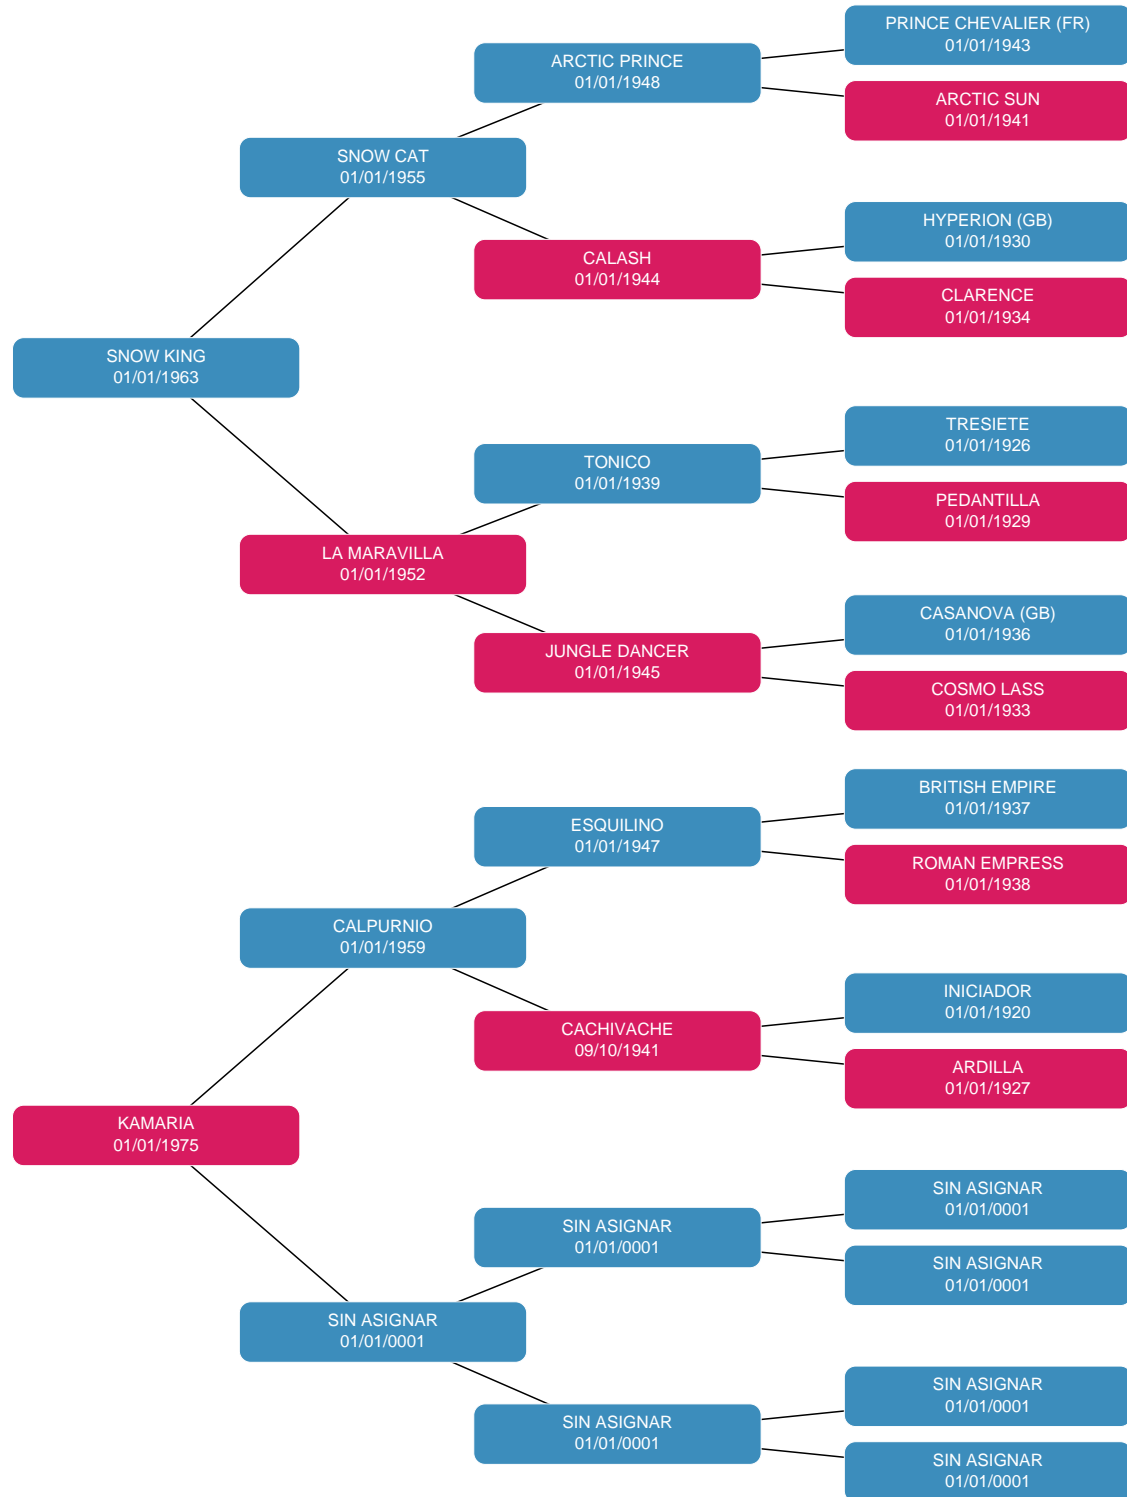 PRINCE CHEVALIER (FR)
01/01/1943
ARCTIC PRINCE
01/01/1948
ARCTIC SUN
01/01/1941
SNOW CAT
01/01/1955
HYPERION (GB)
01/01/1930
CALASH
01/01/1944
CLARENCE
01/01/1934
SNOW KING
01/01/1963
TRESIETE
01/01/1926
TONICO
01/01/1939
PEDANTILLA
01/01/1929
LA MARAVILLA
01/01/1952
CASANOVA (GB)
01/01/1936
JUNGLE DANCER
01/01/1945
COSMO LASS
01/01/1933
BRITISH EMPIRE
01/01/1937
ESQUILINO
01/01/1947
ROMAN EMPRESS
01/01/1938
CALPURNIO
01/01/1959
INICIADOR
01/01/1920
CACHIVACHE
09/10/1941
ARDILLA
01/01/1927
KAMARIA
01/01/1975
SIN ASIGNAR
01/01/0001
SIN ASIGNAR
01/01/0001
SIN ASIGNAR
01/01/0001
SIN ASIGNAR
01/01/0001
SIN ASIGNAR
01/01/0001
SIN ASIGNAR
01/01/0001
SIN ASIGNAR
01/01/0001